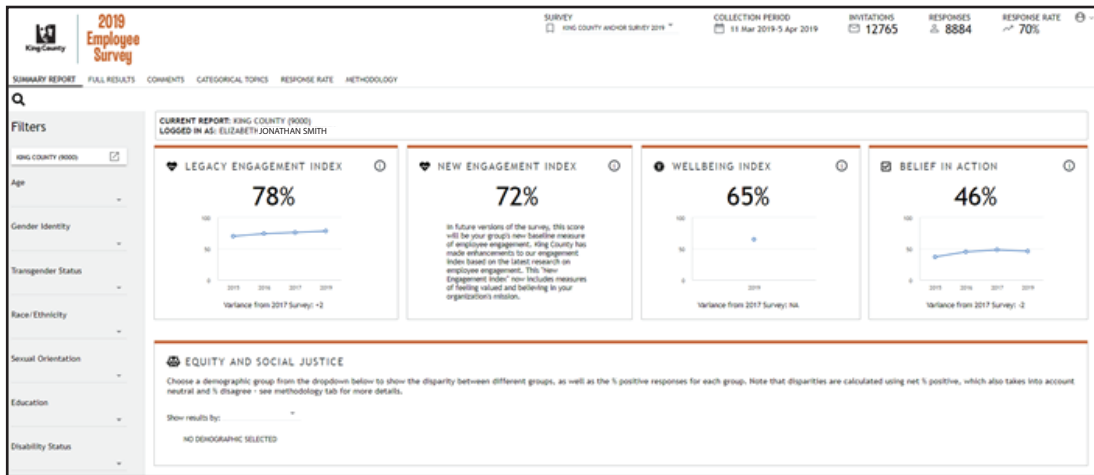 King County
2019
Employee
Survey
SURVEY
KING COUNTY ANCHOR SURVEY 2019
COLLECTION PERIOD
11 Mar 2019-5 Apr 2019
INVITATIONS
12765
RESPONSES
8884
RESPONSE RATE
70%
SUMMARY REPORT FULL RESULTS COMMENTS CATEGORICAL TOPICS RESPONSE RATE METHODOLOGY
Filters
KING COUNTY (9000)
Age
Gender Identity
Transgender Status
Race/Ethnicity
Sexual Orientation
Education
Disability Status
CURRENT REPORT: KING COUNTY (9000)
LOGGED IN AS: ELIZABETH JONATHAN SMITH
LEGACY ENGAGEMENT INDEX
78%
100
50
0
2015 2016 2017 2019
Variance from 2017 Survey: +2
NEW ENGAGEMENT INDEX
72%
In future versions of the survey, this score
will be your group's new baseline measure
of employee engagement. King County has
made enhancements to our engagement
index based on the latest research on
employee engagement. This "New
Engagement Index" now includes measures
of feeling valued and believing in your
organization's mission.
WELLBEING INDEX
65%
100
50
0
2019
Variance from 2017 Survey: NA
BELIEF IN ACTION
46%
100
50
0
2015 2016 2017 2019
Variance from 2017 Survey: -2
EQUITY AND SOCIAL JUSTICE
Choose a demographic group from the dropdown below to show the disparity between different groups, as well as the % positive responses for each group. Note that disparities are calculated using net % positive, which also takes into account
neutral and % disagree - see methodology tab for more details.
Show results by:
NO DEMOGRAPHIC SELECTED